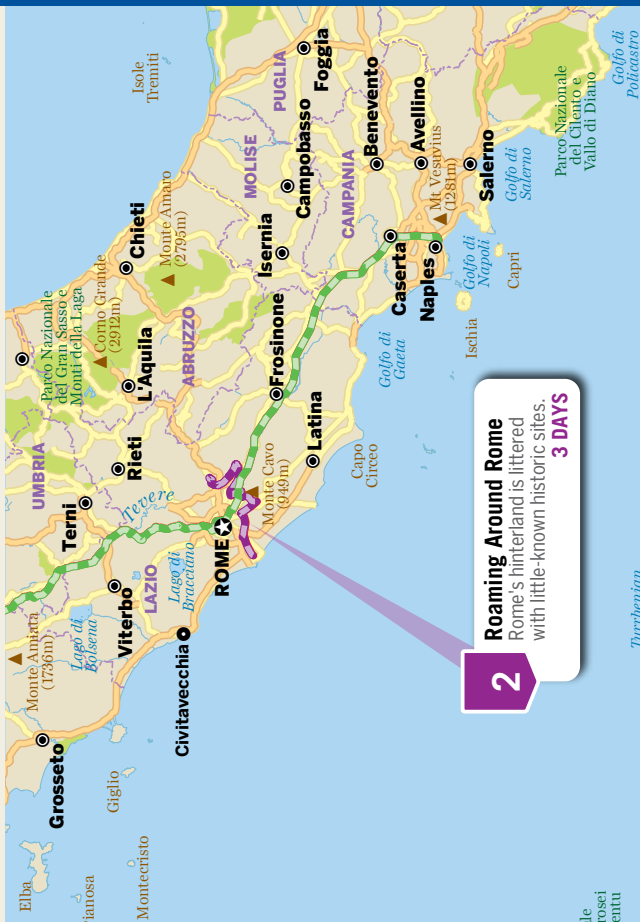 Elba
ianosa
Montecristo
Giglio
Grosseto
Monte Amiata
(1736m)
Lago di
Bolsena
Viterbo
Civitavecchia
LAZIO
Lago di
Bracciano
ROME
Tevere
Terni
UMBRIA
Rieti
Parco Nazionale
del Gran Sasso e
Monti della Laga
Corno Grande
(2912m)
L'Aquila
ABRUZZO
Chieti
Monte Amaro
(2795m)
Isole
Tremiti
Monte Cavo
(949m)
Latina
Frosinone
Capo
Circeo
Isernia
MOLISE
Campobasso
PUGLIA
Foggia
CAMPANIA
Benevento
Avellino
Golfo di
Gaeta
Caserta
Naples
Mt Vesuvius
(1281m)
Golfo di
Napoli
Ischia
Capri
Salerno
Golfo di
Salerno
Parco Nazionale
del Cilento e
Vallo di Diano
Golfo di
Policastro
2
Roaming Around Rome
Rome's hinterland is littered
with little-known historic sites.
3 DAYS
Tyrrhenian
le
rosei
entu